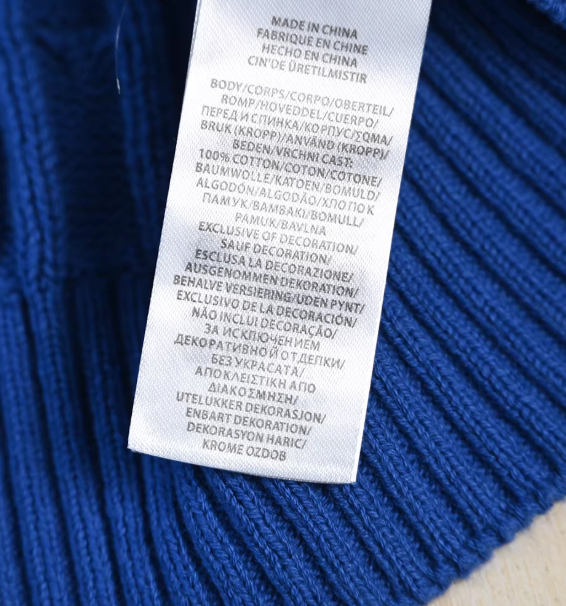 MADE IN CHINA
FABRIQUÉ EN CHINE
HECHO EN CHINA
CIN'DE ÜRETILMISTIR
BODY/CORPS/CORPO/OBERTEIL/
ROMP/HOVEDDEL/CUERPO/
ПЕРЕД И СПИНКА/КОРПУС/ΣΩΜΑ/
BRUK (KROPP)/ANVÄND (KROPP)/
BEDEN/VRCHNI CAST:
100% COTTON/COTON/COTONE/
BAUMWOLLE/KATOEN/BOMULD/
ALGODÓN/ALGODÃO/ХЛОПОК
ПАМУК/ΒΑΜΒΑΚΙ/BOMULL/
PAMUK/BAVLNA
EXCLUSIVE OF DECORATION/
SAUF DECORATION/
ESCLUSA LA DECORAZIONE/
AUSGENOMMEN DEKORATION/
BEHALVE VERSIERING/UDEN PYNT/
EXCLUSIVO DE LA DECORACIÓN/
NÃO INCLUI DECORAÇÃO/
ЗА ИСКЛЮЧЕНИЕМ
ДЕКОРАТИВНОЙ ОТДЕЛКИ/
БЕЗ УКРАСАТА/
ΑΠΟΚΛΕΙΣΤΙΚΗ ΑΠΟ
ΔΙΑΚΟΣΜΗΣΗ/
UTELUKKER DEKORASJON/
ENBART DEKORATION/
DEKORASYON HARIC/
KROME OZDOB